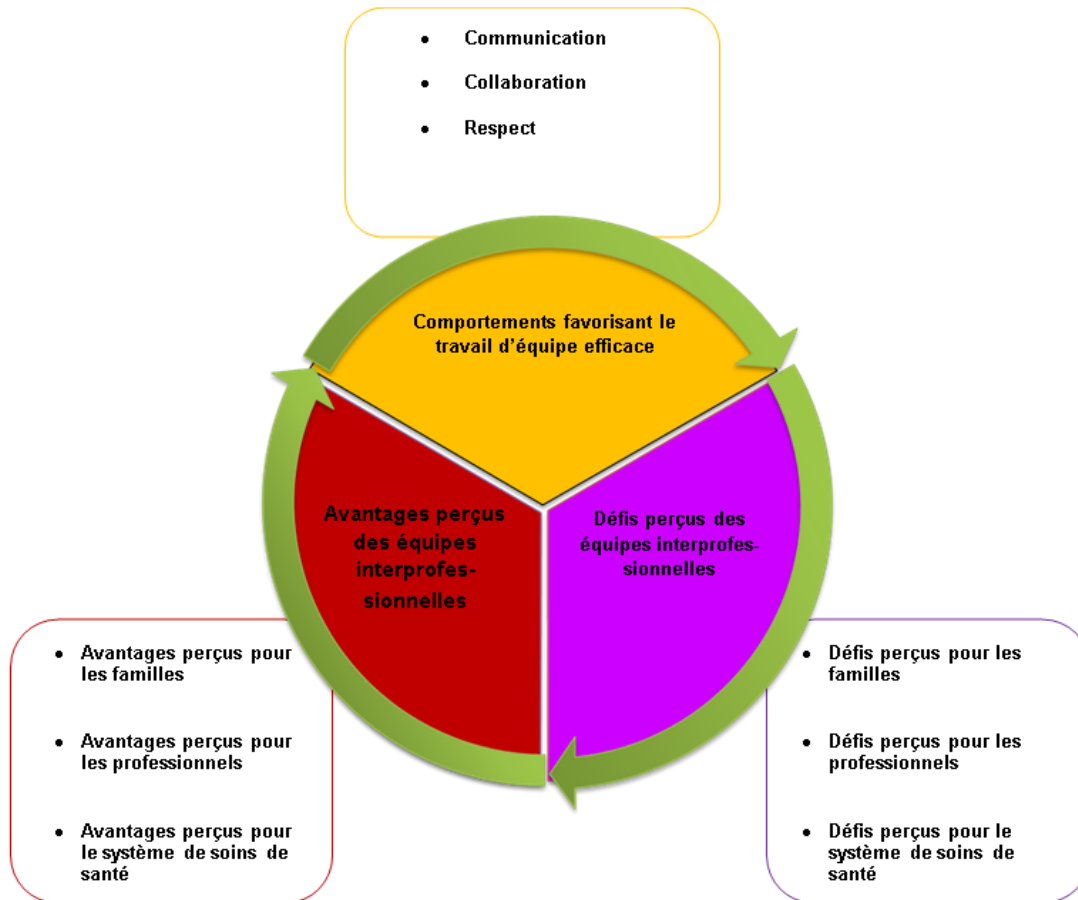 • Communication
• Collaboration
• Respect
Comportements favorisant le
travail d’équipe efficace
Avantages perçus
des équipes
interprofes-
sionnelles
Défis perçus des
équipes interprofes-
sionnelles
• Avantages perçus pour
les familles
• Avantages perçus pour
les professionnels
• Avantages perçus pour
le système de soins de
santé
• Défis perçus pour les
familles
• Défis perçus pour les
professionnels
• Défis perçus pour le
système de soins de
santé